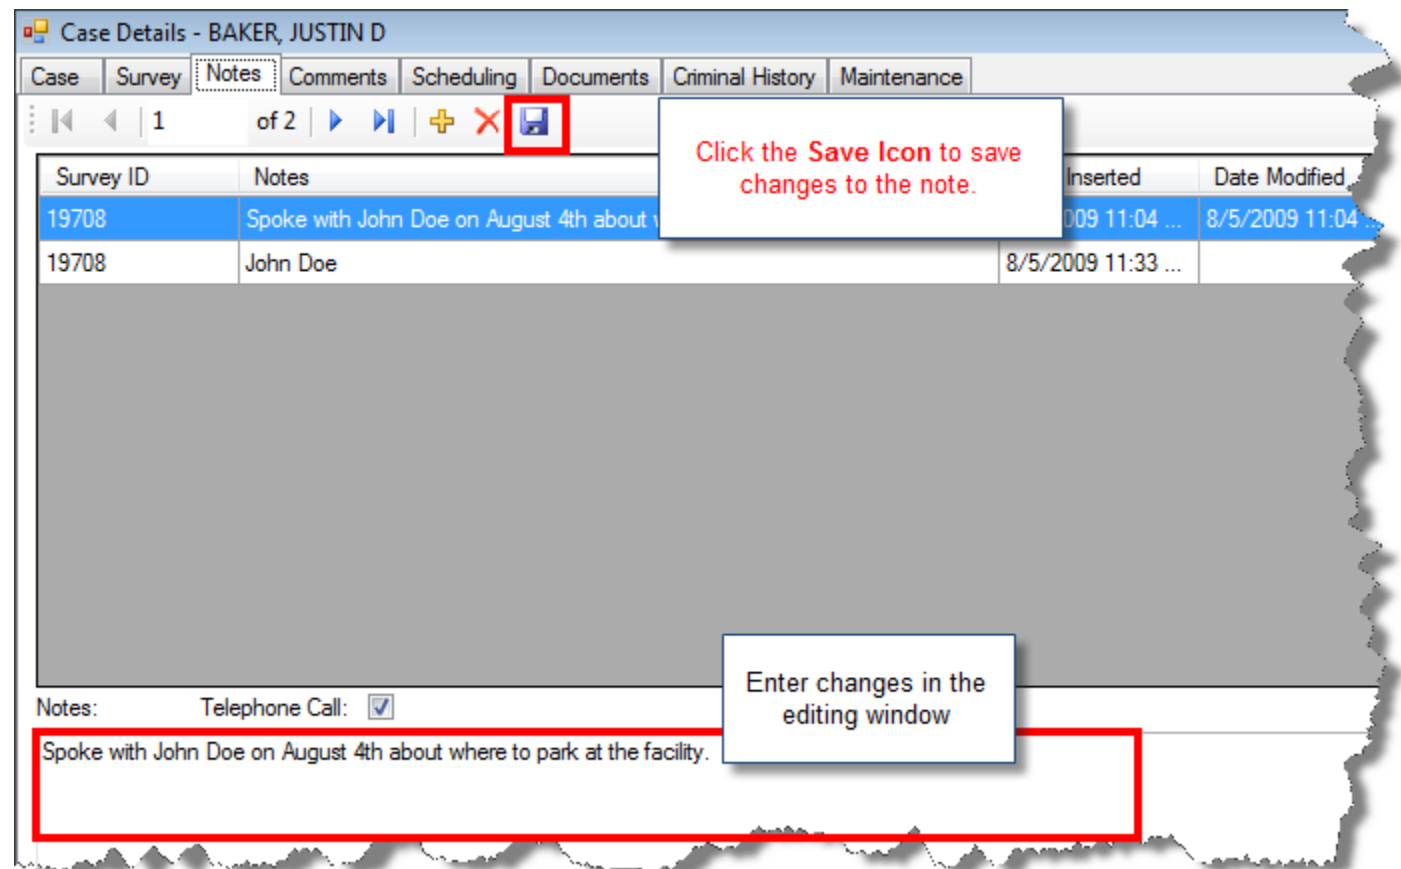 Case Details - BAKER, JUSTIN D
Case Survey Notes Comments Scheduling Documents Criminal History Maintenance
1 of 2
Click the Save Icon to save
changes to the note.
Survey ID Notes Inserted Date Modified
19708 Spoke with John Doe on August 4th about 009 11:04 ... 8/5/2009 11:04 ...
19708 John Doe 8/5/2009 11:33 ...
Enter changes in the
editing window
Notes: Telephone Call:
Spoke with John Doe on August 4th about where to park at the facility.